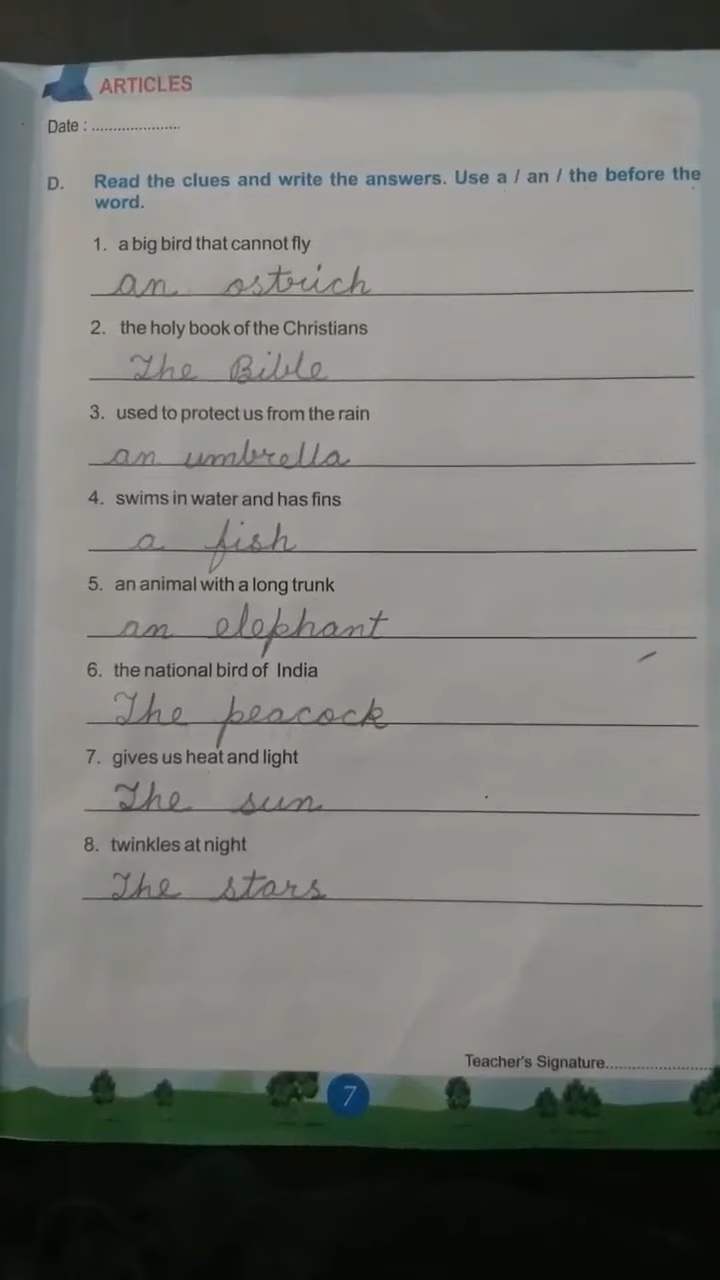 ARTICLES
Date : .....................
D. Read the clues and write the answers. Use a / an / the before the
word.
1. a big bird that cannot fly
an ostrich
2. the holy book of the Christians
The Bible
3. used to protect us from the rain
an umbrella
4. swims in water and has fins
a fish
5. an animal with a long trunk
an elephant
6. the national bird of India
The peacock
7. gives us heat and light
The sun
8. twinkles at night
The stars
Teacher's Signature.......................
7